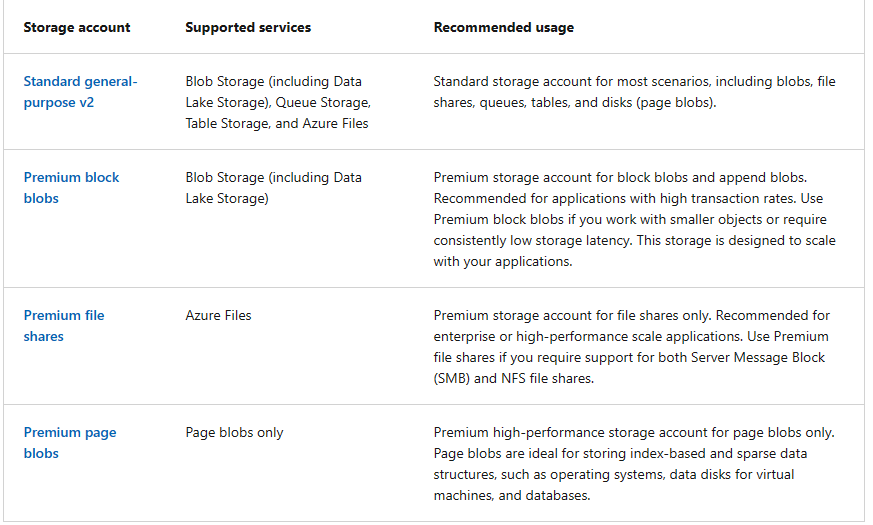 Storage account Supported services Recommended usage
Standard general-
purpose v2
Blob Storage (including Data
Lake Storage), Queue Storage,
Table Storage, and Azure Files
Standard storage account for most scenarios, including blobs, file
shares, queues, tables, and disks (page blobs).
Premium block
blobs
Blob Storage (including Data
Lake Storage)
Premium storage account for block blobs and append blobs.
Recommended for applications with high transaction rates. Use
Premium block blobs if you work with smaller objects or require
consistently low storage latency. This storage is designed to scale
with your applications.
Premium file
shares
Azure Files
Premium storage account for file shares only. Recommended for
enterprise or high-performance scale applications. Use Premium
file shares if you require support for both Server Message Block
(SMB) and NFS file shares.
Premium page
blobs
Page blobs only
Premium high-performance storage account for page blobs only.
Page blobs are ideal for storing index-based and sparse data
structures, such as operating systems, data disks for virtual
machines, and databases.